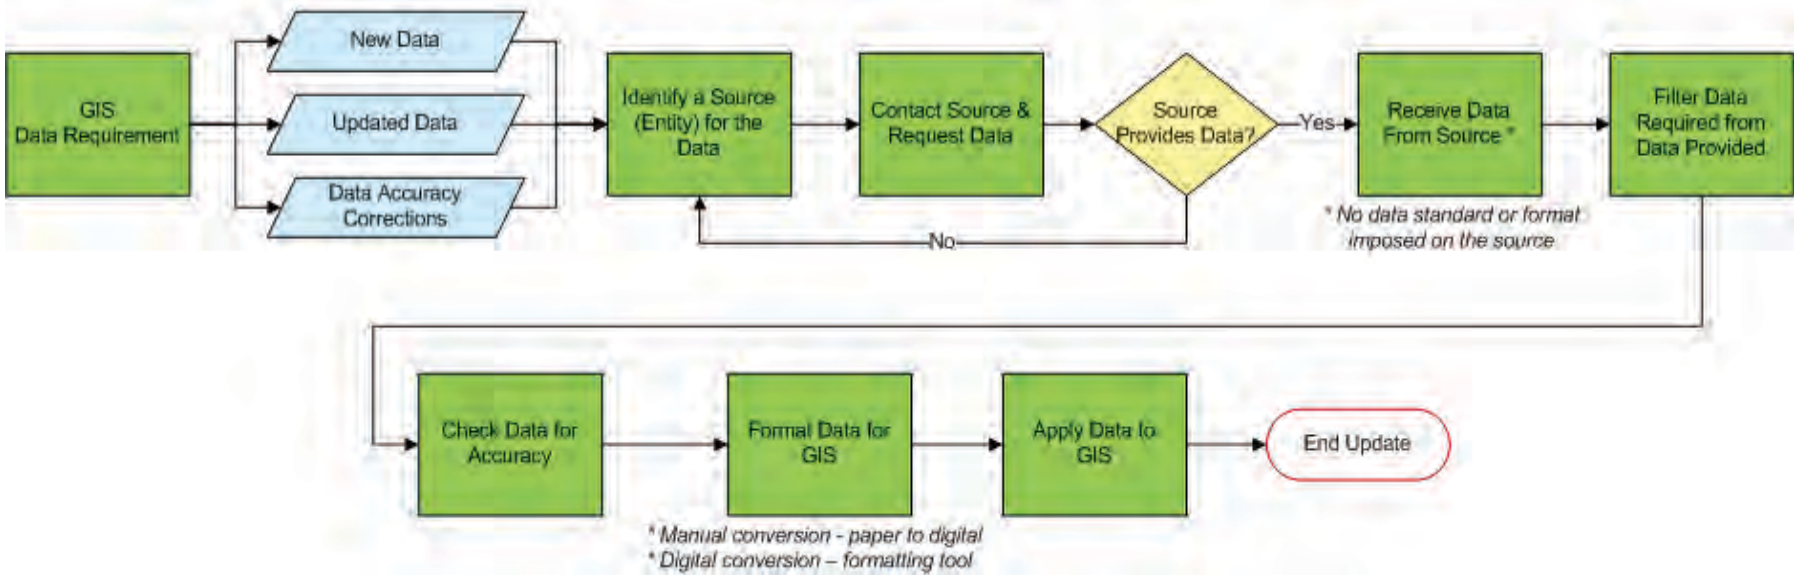 GIS
Data Requirement
New Data
Updated Data
Data Accuracy
Corrections
Identify a Source
(Entity) for the
Data
Contact Source &
Request Data
Source
Provides Data?
Yes
No
Receive Data
From Source *
* No data standard or format
imposed on the source
Filter Data
Required from
Data Provided
Check Data for
Accuracy
Formal Data for
GIS
* Manual conversion - paper to digital
* Digital conversion – formatting tool
Apply Data to
GIS
End Update